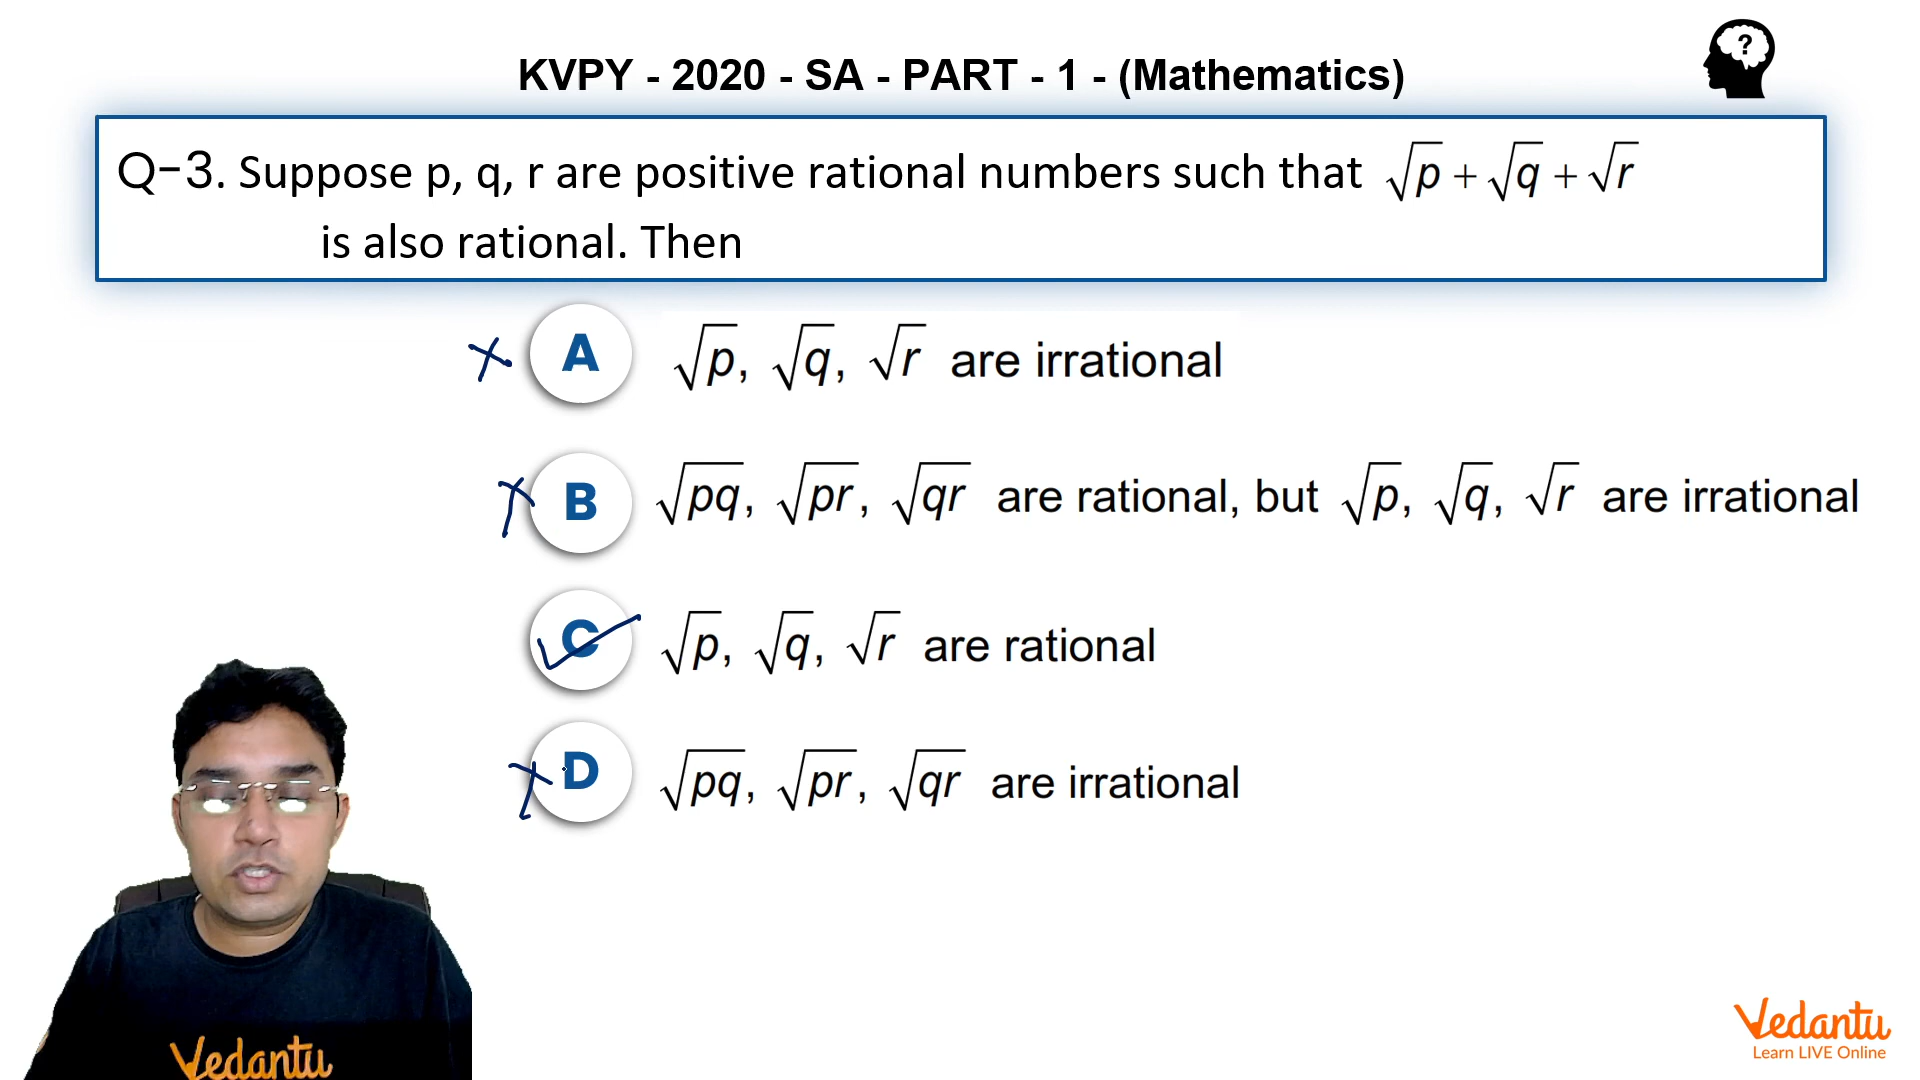 KVPY - 2020 - SA - PART - 1 - (Mathematics)
?
Q-3. Suppose p, q, r are positive rational numbers such that √p + √q + √r
is also rational. Then
A √p, √q, √r are irrational
B √pq, √pr, √qr are rational, but √p, √q, √r are irrational
C √p, √q, √r are rational
D √pq, √pr, √qr are irrational
Vedantu
Vedantu
Learn LIVE Online